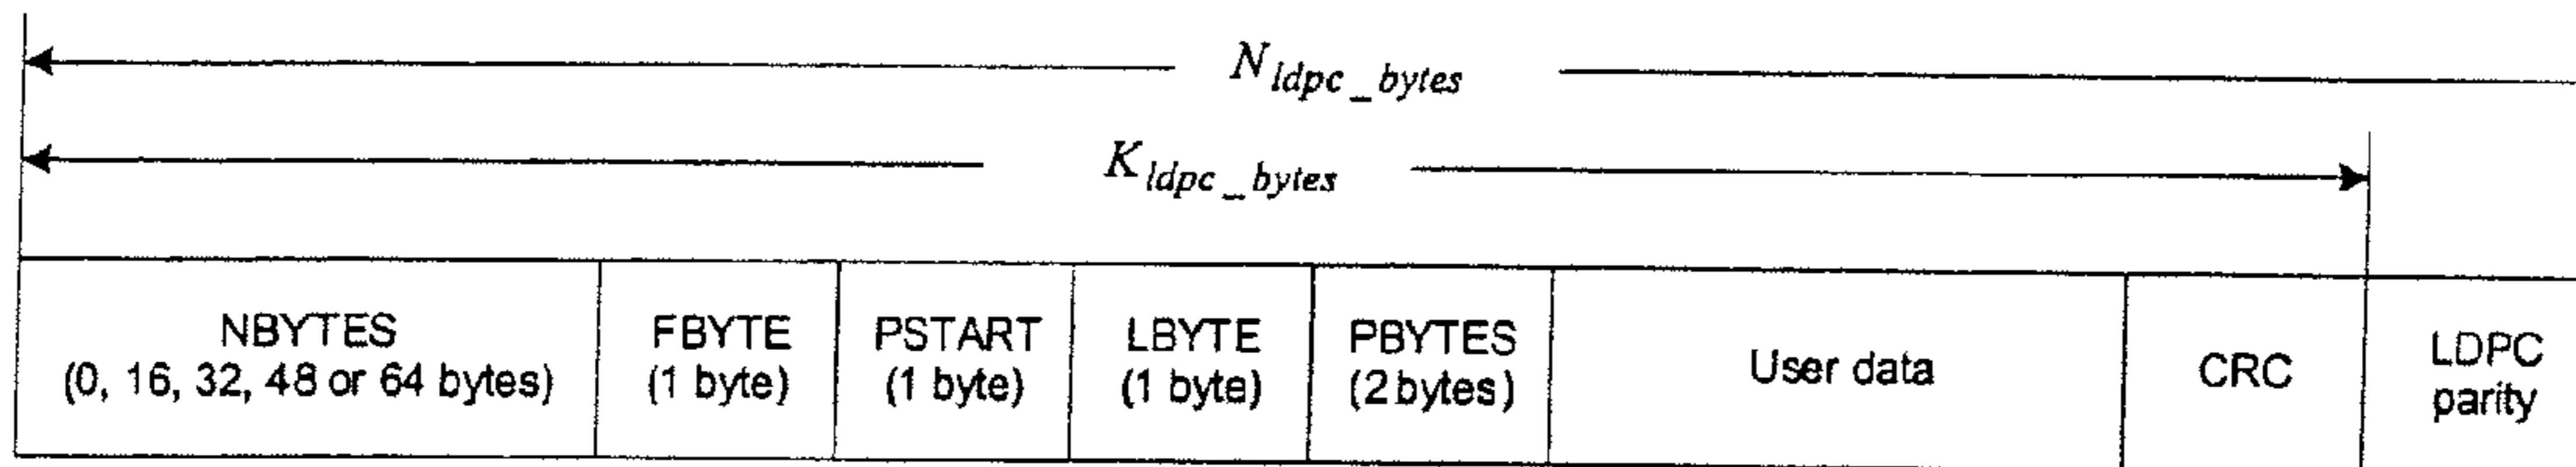 N_ldpc_bytes
K_ldpc_bytes
NBYTES
(0, 16, 32, 48 or 64 bytes)
FBYTE
(1 byte)
PSTART
(1 byte)
LBYTE
(1 byte)
PBYTES
(2 bytes)
User data
CRC
LDPC
parity